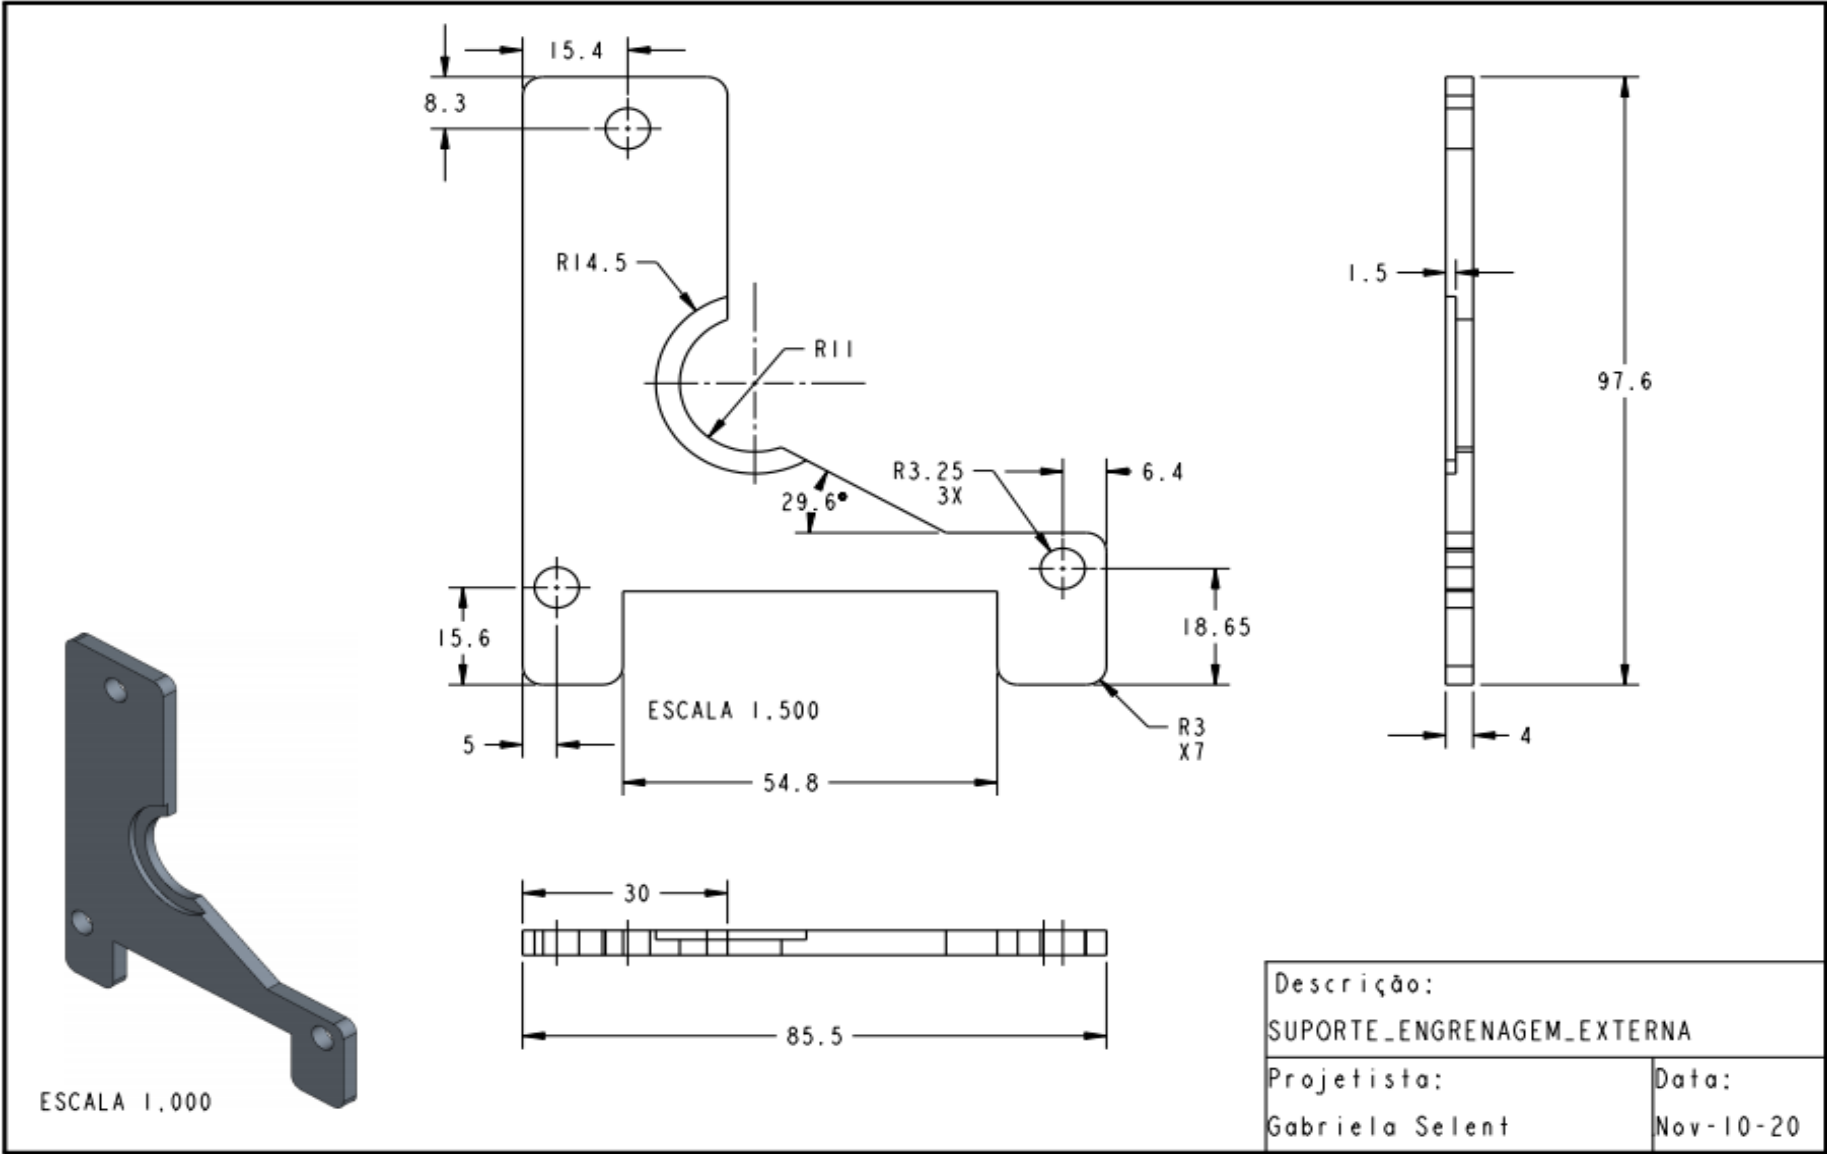 15.4
8.3
R14.5
R11
1.5
97.6
R3.25
3X
6.4
29.6°
15.6
18.65
ESCALA 1,500
R3
X7
5
4
54.8
30
85.5
ESCALA 1,000
Descrição:
SUPORTE_ENGRENAGEM_EXTERNA
Projetista:
Data:
Gabriela Selent
Nov-10-20